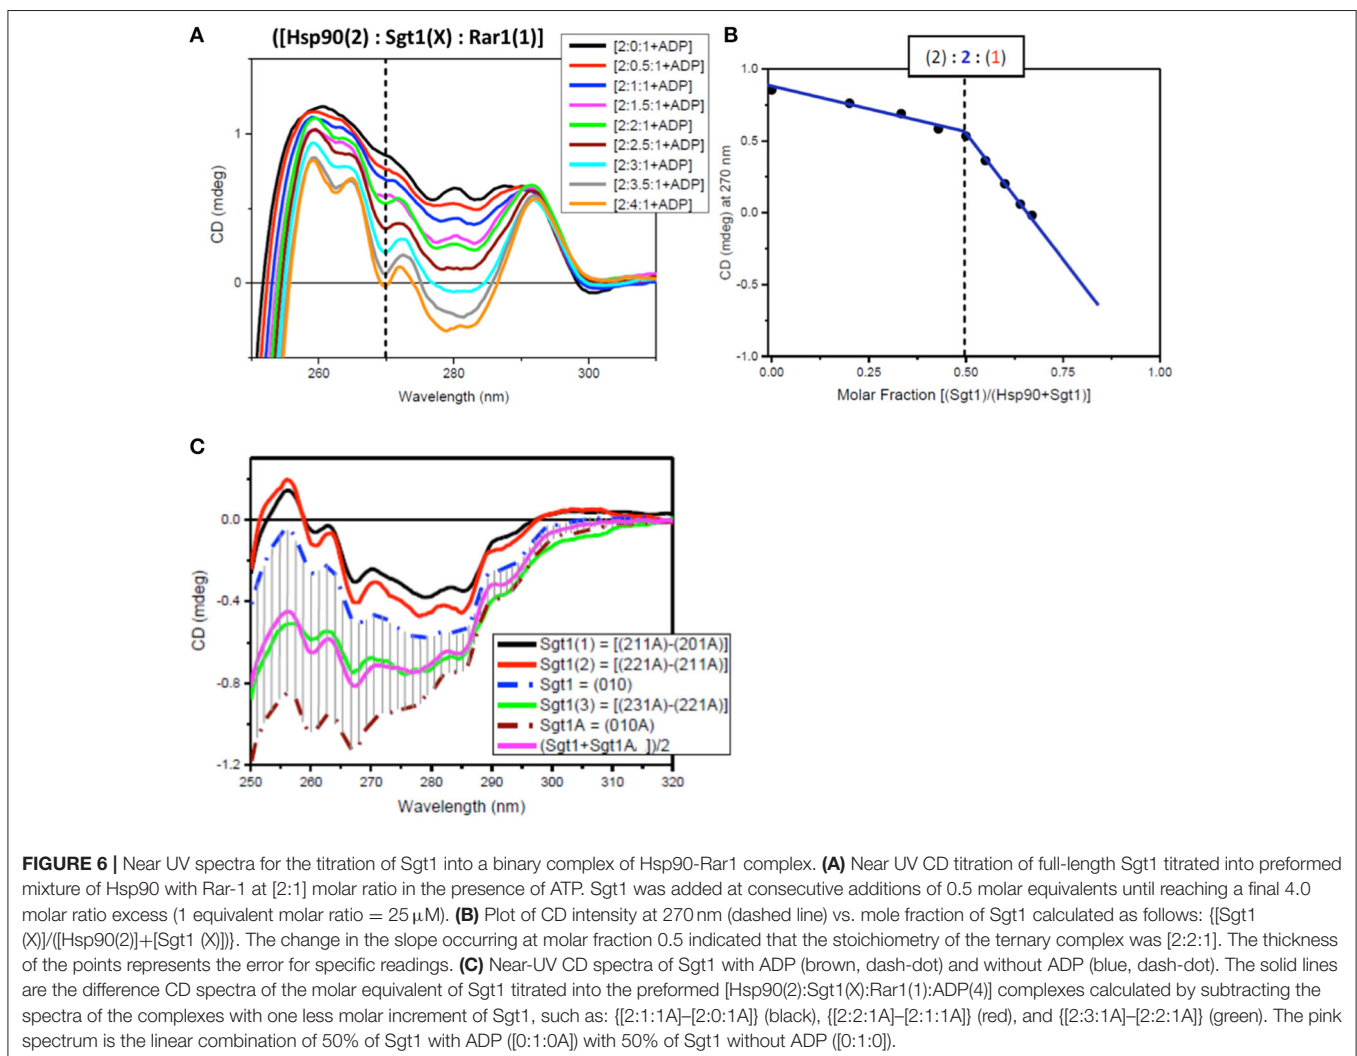 A
([Hsp90(2) : Sgt1(X) : Rar1(1)]
[2:0:1+ADP]
[2:0.5:1+ADP]
[2:1:1+ADP]
[2:1.5:1+ADP]
[2:2:1+ADP]
[2:2.5:1+ADP]
[2:3:1+ADP]
[2:3.5:1+ADP]
[2:4:1+ADP]
CD (mdeg)
1
0
260
280
300
Wavelength (nm)
B
(2) : 2 : (1)
CD (mdeg) at 270 nm
1.0
0.5
0.0
-0.5
-1.0
0.00
0.25
0.50
0.75
1.00
Molar Fraction [(Sgt1)/(Hsp90+Sgt1)]
C
CD (mdeg)
0.0
-0.4
-0.8
-1.2
Sgt1(1) = [(211A)-(201A)]
Sgt1(2) = [(221A)-(211A)]
Sgt1 = (010)
Sgt1(3) = [(231A)-(221A)]
Sgt1A = (010A)
(Sgt1+Sgt1A, ])/2
250
260
270
280
290
300
310
320
Wavelength (nm)
FIGURE 6 | Near UV spectra for the titration of Sgt1 into a binary complex of Hsp90-Rar1 complex. (A) Near UV CD titration of full-length Sgt1 titrated into preformed
mixture of Hsp90 with Rar-1 at [2:1] molar ratio in the presence of ATP. Sgt1 was added at consecutive additions of 0.5 molar equivalents until reaching a final 4.0
molar ratio excess (1 equivalent molar ratio = 25 μM). (B) Plot of CD intensity at 270 nm (dashed line) vs. mole fraction of Sgt1 calculated as follows: {[Sgt1
(X)]/([Hsp90(2)]+[Sgt1 (X)])}. The change in the slope occurring at molar fraction 0.5 indicated that the stoichiometry of the ternary complex was [2:2:1]. The thickness
of the points represents the error for specific readings. (C) Near-UV CD spectra of Sgt1 with ADP (brown, dash-dot) and without ADP (blue, dash-dot). The solid lines
are the difference CD spectra of the molar equivalent of Sgt1 titrated into the preformed [Hsp90(2):Sgt1(X):Rar1(1):ADP(4)] complexes calculated by subtracting the
spectra of the complexes with one less molar increment of Sgt1, such as: {[2:1:1A]–[2:0:1A]} (black), {[2:2:1A]–[2:1:1A]} (red), and {[2:3:1A]–[2:2:1A]} (green). The pink
spectrum is the linear combination of 50% of Sgt1 with ADP ([0:1:0A]) with 50% of Sgt1 without ADP ([0:1:0]).